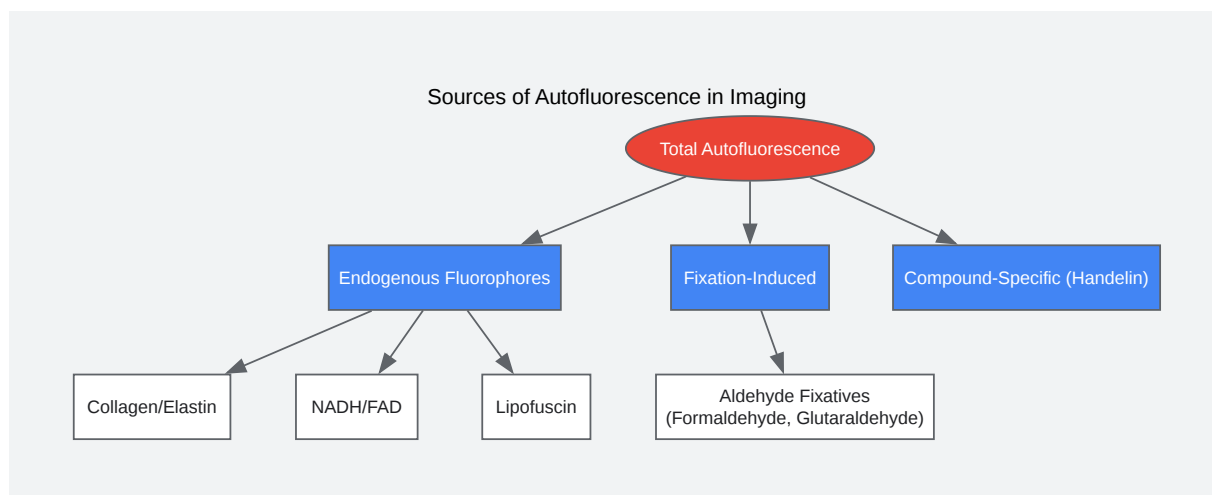 Sources of Autofluorescence in Imaging
Total Autofluorescence
Endogenous Fluorophores
Fixation-Induced
Compound-Specific (Handelin)
Collagen/Elastin
NADH/FAD
Lipofuscin
Aldehyde Fixatives
(Formaldehyde, Glutaraldehyde)